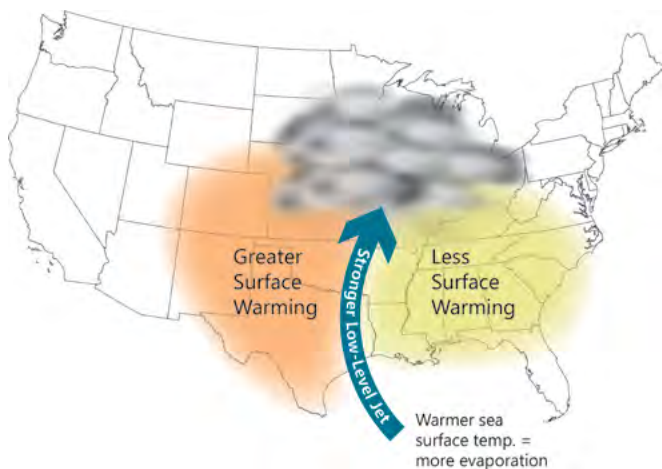 Greater
Surface
Warming
Stronger Low-Level Jet
Less
Surface
Warming
Warmer sea
surface temp. =
more evaporation